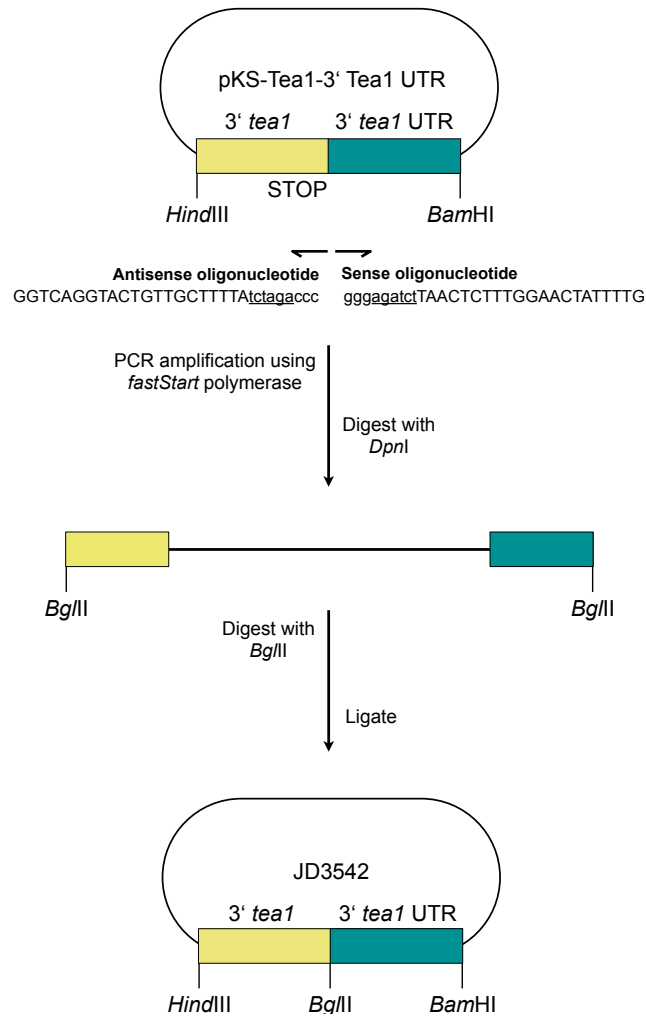 pKS-Tea1-3‘ Tea1 UTR
3‘ tea1 3‘ tea1 UTR
STOP
HindIII BamHI
Antisense oligonucleotide Sense oligonucleotide
GGTCAGGTACTGTTGCTTTTAtctagaccc gggagatctTAACTCTTTGGAACTATTTTG
PCR amplification using
fastStart polymerase
Digest with
DpnI
BglII BglII
Digest with
BglII
Ligate
JD3542
3‘ tea1 3‘ tea1 UTR
HindIII BglII BamHI